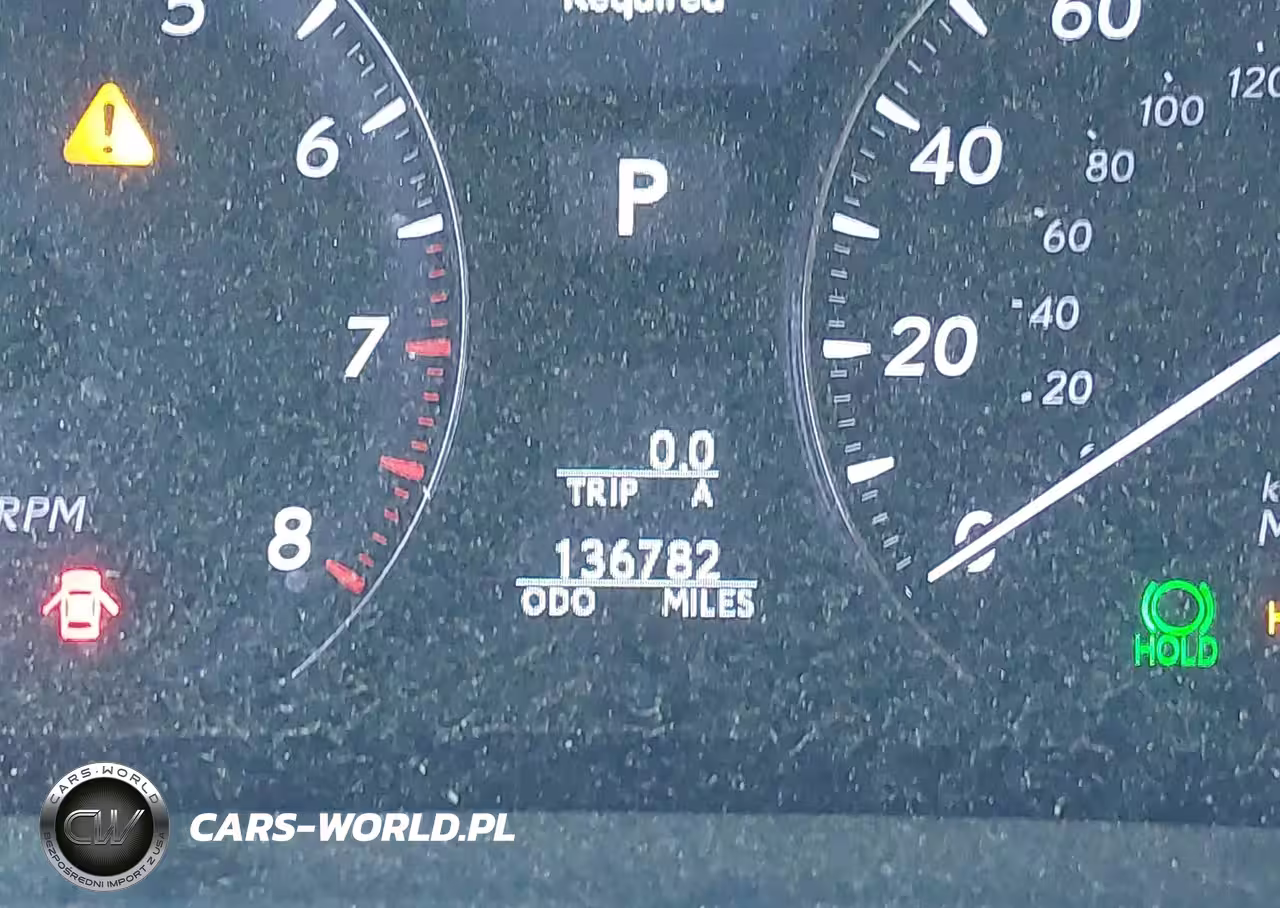 Required
5
6
7
8
RPM
P
0.0
TRIP A
136782
ODO MILES
60
40
20
0
120
100
80
60
40
20
HOLD
CARS-WORLD
CW
BEZPOŚREDNI IMPORT Z USA
CARS-WORLD.PL